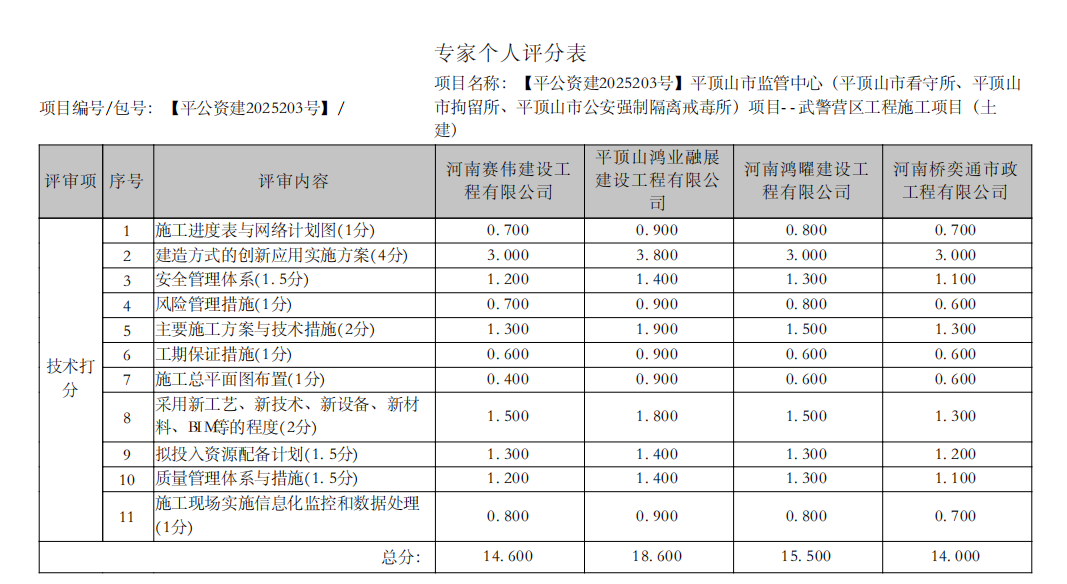 专家个人评分表
项目编号/包号：【平公资建2025203号】/
项目名称：【平公资建2025203号】平顶山市监管中心（平顶山市看守所、平顶山
市拘留所、平顶山市公安强制隔离戒毒所）项目--武警营区工程施工项目（土
建）
评审项 序号 评审内容 河南赛伟建设工
程有限公司 平顶山鸿业融展
建设工程有限公
司 河南鸿曜建设工
程有限公司 河南桥奕通市政
工程有限公司
技术打
分
1 施工进度表与网络计划图(1分) 0.700 0.900 0.800 0.700
2 建造方式的创新应用实施方案(4分) 3.000 3.800 3.000 3.000
3 安全管理体系(1.5分) 1.200 1.400 1.300 1.100
4 风险管理措施(1分) 0.700 0.900 0.800 0.600
5 主要施工方案与技术措施(2分) 1.300 1.900 1.500 1.300
6 工期保证措施(1分) 0.600 0.900 0.600 0.600
7 施工总平面图布置(1分) 0.400 0.900 0.600 0.600
8 采用新工艺、新技术、新设备、新材
料、BIM等的程度(2分) 1.500 1.800 1.500 1.300
9 拟投入资源配备计划(1.5分) 1.300 1.400 1.300 1.200
10 质量管理体系与措施(1.5分) 1.200 1.400 1.300 1.100
11 施工现场实施信息化监控和数据处理
(1分) 0.800 0.900 0.800 0.700
总分： 14.600 18.600 15.500 14.000